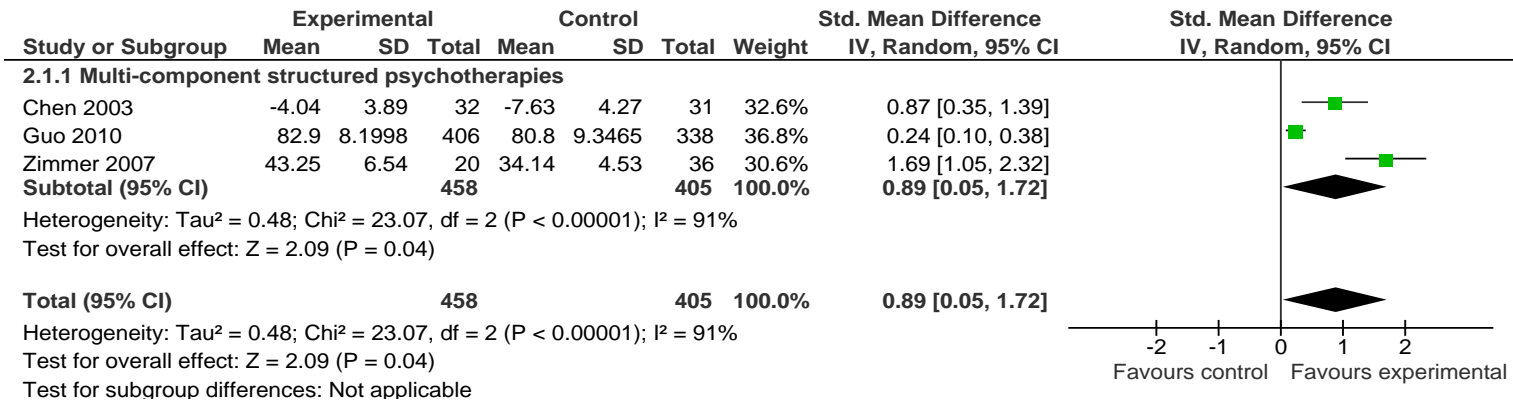 Experimental Control Std. Mean Difference Std. Mean Difference
Study or Subgroup Mean SD Total Mean SD Total Weight IV, Random, 95% CI IV, Random, 95% CI
2.1.1 Multi-component structured psychotherapies
Chen 2003 -4.04 3.89 32 -7.63 4.27 31 32.6% 0.87 [0.35, 1.39]
Guo 2010 82.9 8.1998 406 80.8 9.3465 338 36.8% 0.24 [0.10, 0.38]
Zimmer 2007 43.25 6.54 20 34.14 4.53 36 30.6% 1.69 [1.05, 2.32]
Subtotal (95% CI) 458 405 100.0% 0.89 [0.05, 1.72]
Heterogeneity: Tau² = 0.48; Chi² = 23.07, df = 2 (P < 0.00001); I² = 91%
Test for overall effect: Z = 2.09 (P = 0.04)
Total (95% CI) 458 405 100.0% 0.89 [0.05, 1.72]
Heterogeneity: Tau² = 0.48; Chi² = 23.07, df = 2 (P < 0.00001); I² = 91%
Test for overall effect: Z = 2.09 (P = 0.04)
Test for subgroup differences: Not applicable
-2 -1 0 1 2
Favours control Favours experimental